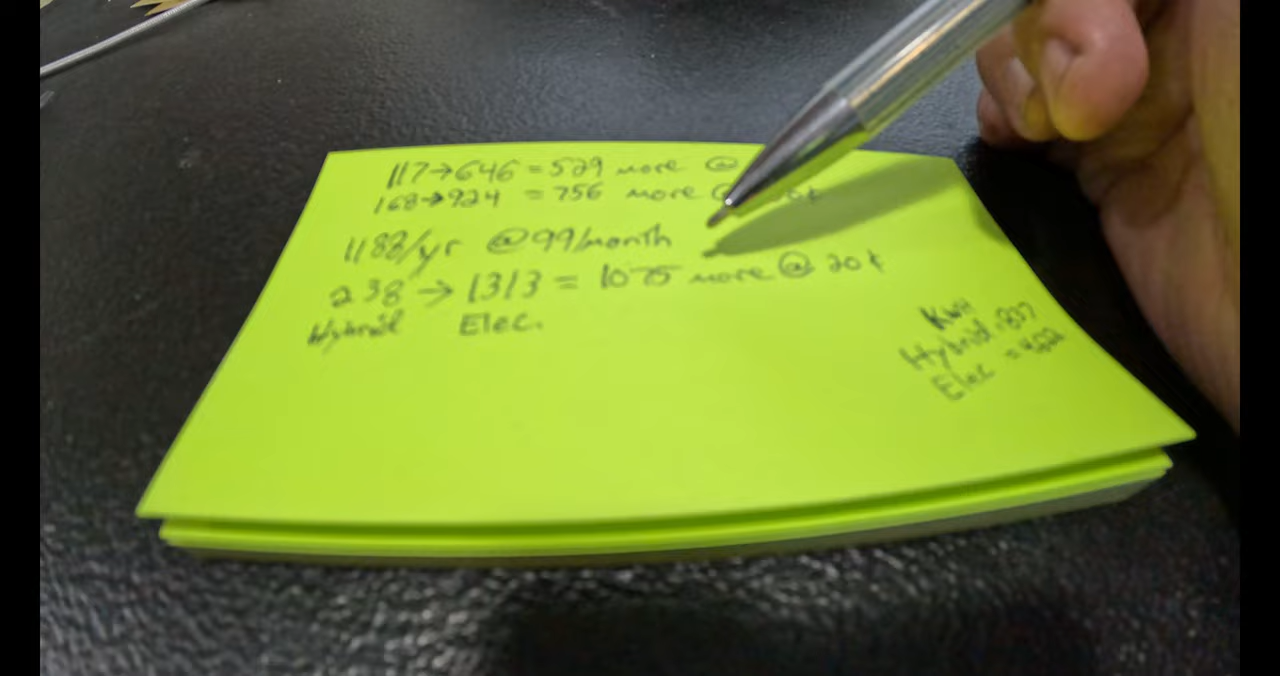 117→646 = 529 more @
168→924 = 756 more @
1188/yr @99/month
238 → 1313 = 1075 more @ 20¢
Hybrid Elec.
KWH
Hybrid
Elec =